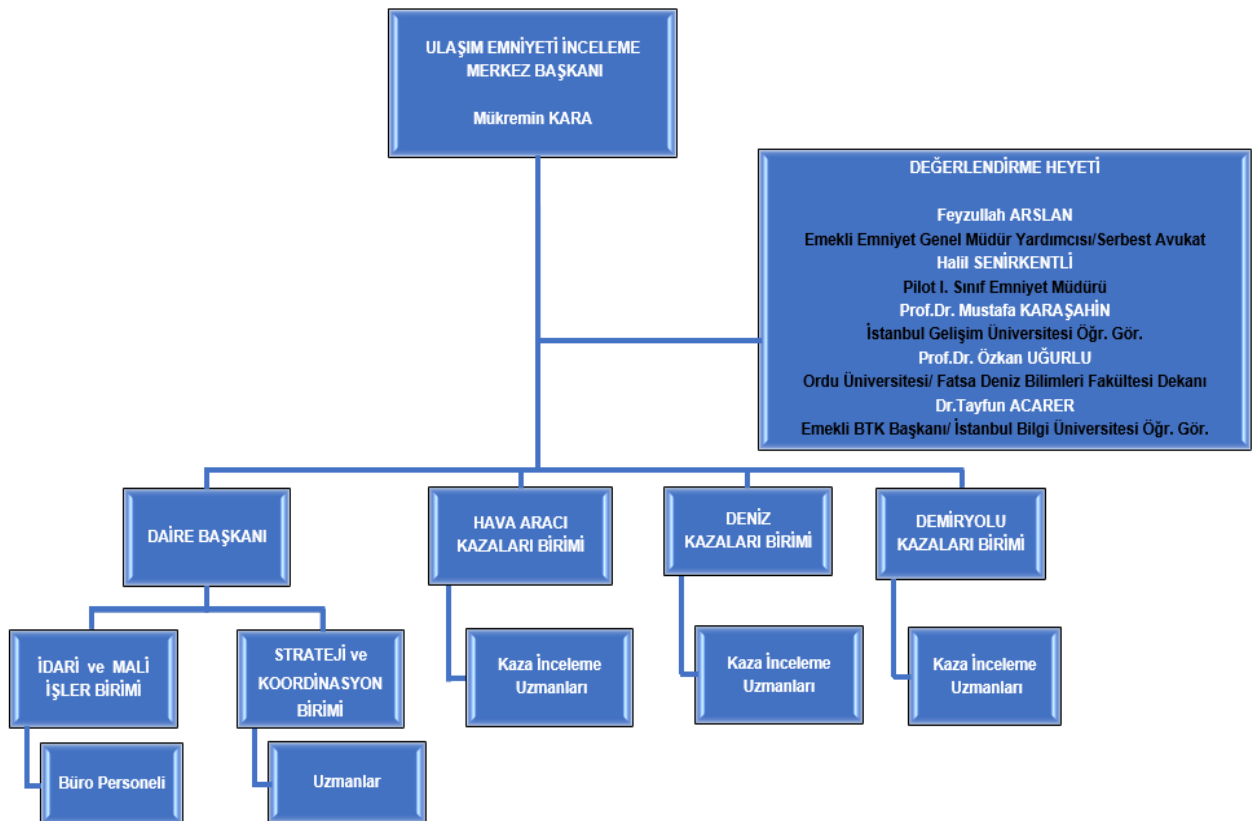 ULAŞIM EMNİYETİ İNCELEME
MERKEZ BAŞKANI
Mükremin KARA
DEĞERLENDİRME HEYETİ
Feyzullah ARSLAN
Emekli Emniyet Genel Müdür Yardımcısı/Serbest Avukat
Halil SENİRKENTLİ
Pilot I. Sınıf Emniyet Müdürü
Prof.Dr. Mustafa KARAŞAHİN
İstanbul Gelişim Üniversitesi Öğr. Gör.
Prof.Dr. Özkan UĞURLU
Ordu Üniversitesi/ Fatsa Deniz Bilimleri Fakültesi Dekanı
Dr.Tayfun ACARER
Emekli BTK Başkanı/ İstanbul Bilgi Üniversitesi Öğr. Gör.
DAİRE BAŞKANI
HAVA ARACI
KAZALARI BİRİMİ
DENİZ
KAZALARI BİRİMİ
DEMİRYOLU
KAZALARI BİRİMİ
İDARİ ve MALİ
İŞLER BİRİMİ
STRATEJİ ve
KOORDİNASYON
BİRİMİ
Kaza İnceleme
Uzmanları
Kaza İnceleme
Uzmanları
Kaza İnceleme
Uzmanları
Büro Personeli
Uzmanlar